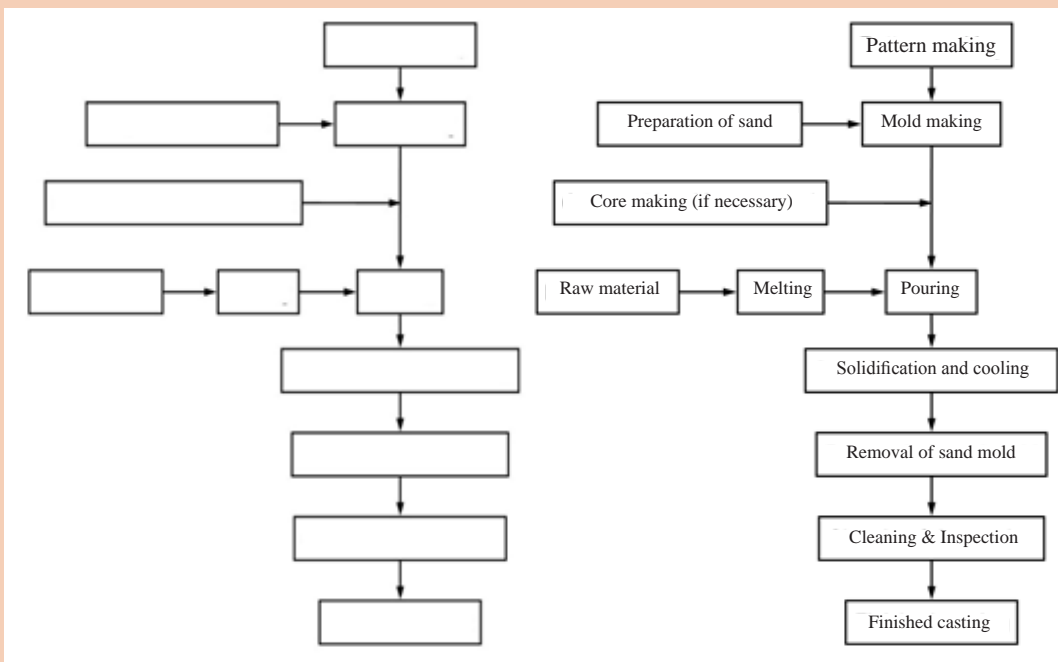 Pattern making
Preparation of sand
Mold making
Core making (if necessary)
Raw material
Melting
Pouring
Solidification and cooling
Removal of sand mold
Cleaning & Inspection
Finished casting